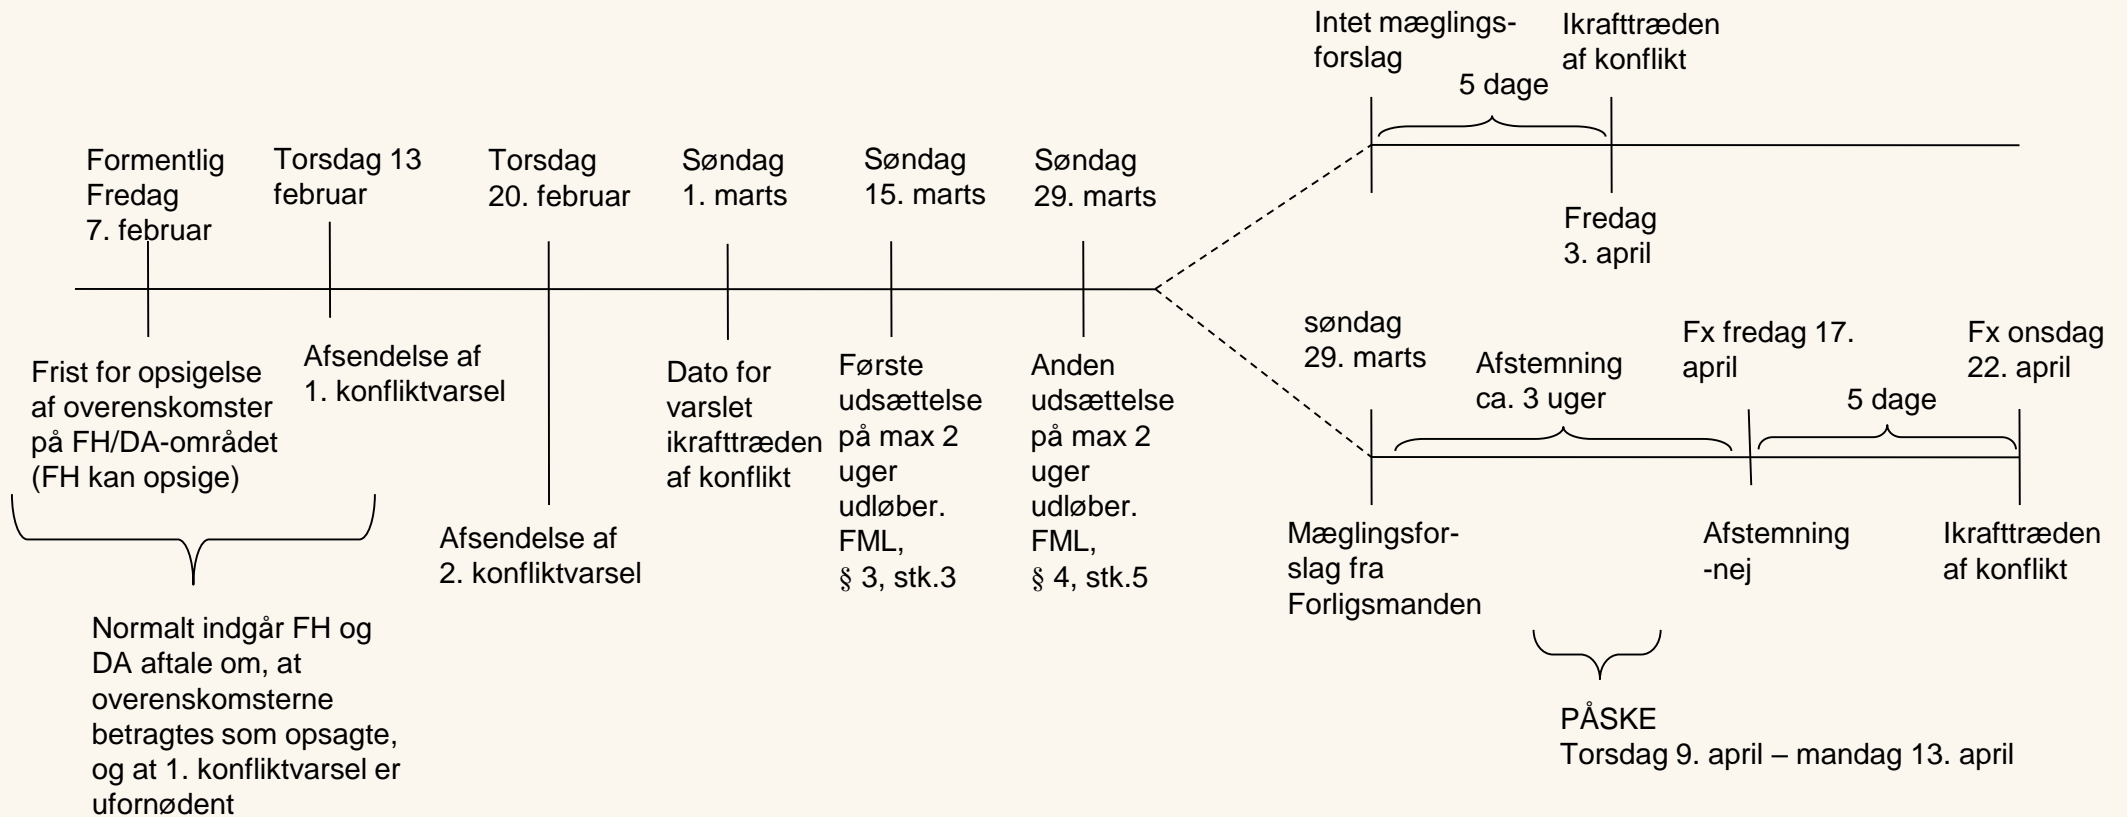 Formentlig
Fredag
7. februar
Frist for opsigelse
af overenskomster
på FH/DA-området
(FH kan opsige)
Torsdag 13
februar
Afsendelse af
1. konfliktvarsel
Normalt indgår FH og
DA aftale om, at
overenskomsterne
betragtes som opsagte,
og at 1. konfliktvarsel er
ufornødent
Torsdag
20. februar
Afsendelse af
2. konfliktvarsel
Søndag
1. marts
Dato for
varslet
ikrafttræden
af konflikt
Søndag
15. marts
Første
udsættelse
på max 2
uger
udløber.
FML,
§ 3, stk.3
Søndag
29. marts
Anden
udsættelse
på max 2
uger
udløber.
FML,
§ 4, stk.5
Intet mæglings-
forslag
5 dage
Ikrafttræden
af konflikt
Fredag
3. april
søndag
29. marts
Mæglingsfor-
slag fra
Forligsmanden
Afstemning
ca. 3 uger
Fx fredag 17.
april
Afstemning
-nej
5 dage
Fx onsdag
22. april
Ikrafttræden
af konflikt
PÅSKE
Torsdag 9. april – mandag 13. april